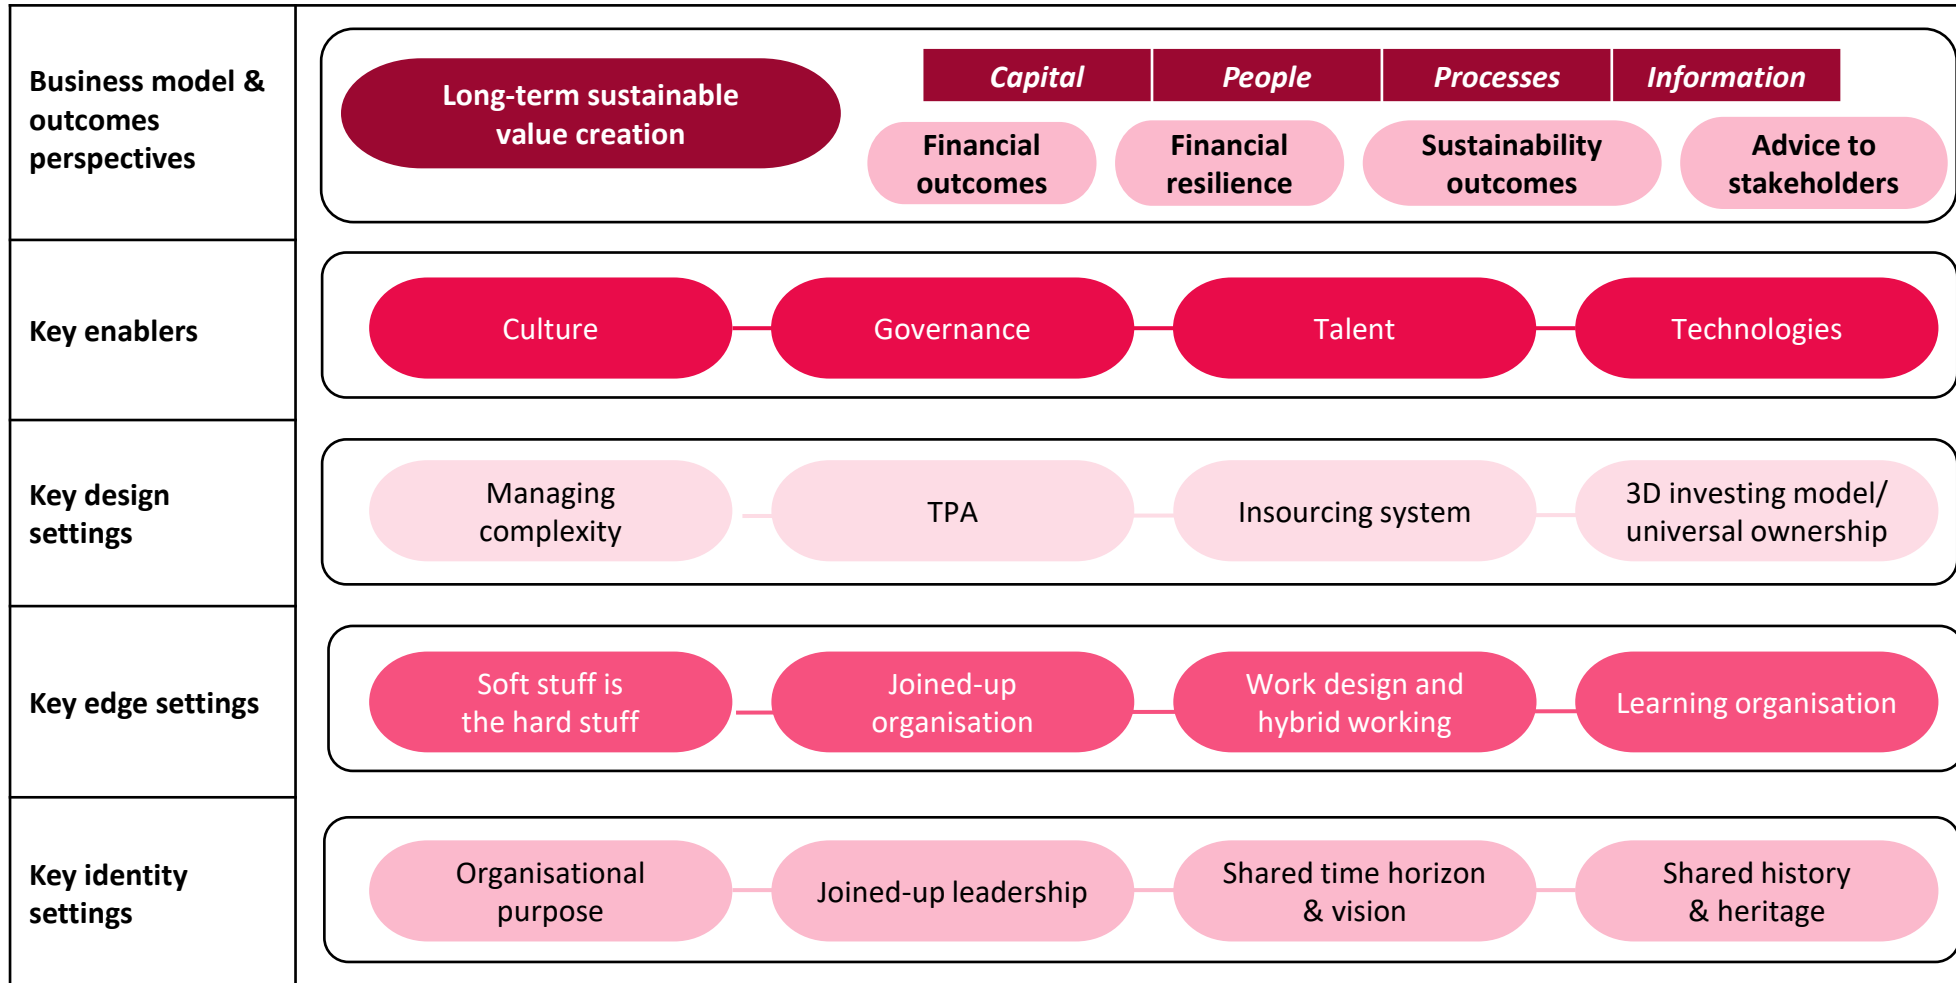 Business model &
outcomes
perspectives
Long-term sustainable
value creation
Capital
People
Processes
Information
Financial
outcomes
Financial
resilience
Sustainability
outcomes
Advice to
stakeholders
Key enablers
Culture
Governance
Talent
Technologies
Key design
settings
Managing
complexity
TPA
Insourcing system
3D investing model/
universal ownership
Key edge settings
Soft stuff is
the hard stuff
Joined-up
organisation
Work design and
hybrid working
Learning organisation
Key identity
settings
Organisational
purpose
Joined-up leadership
Shared time horizon
& vision
Shared history
& heritage